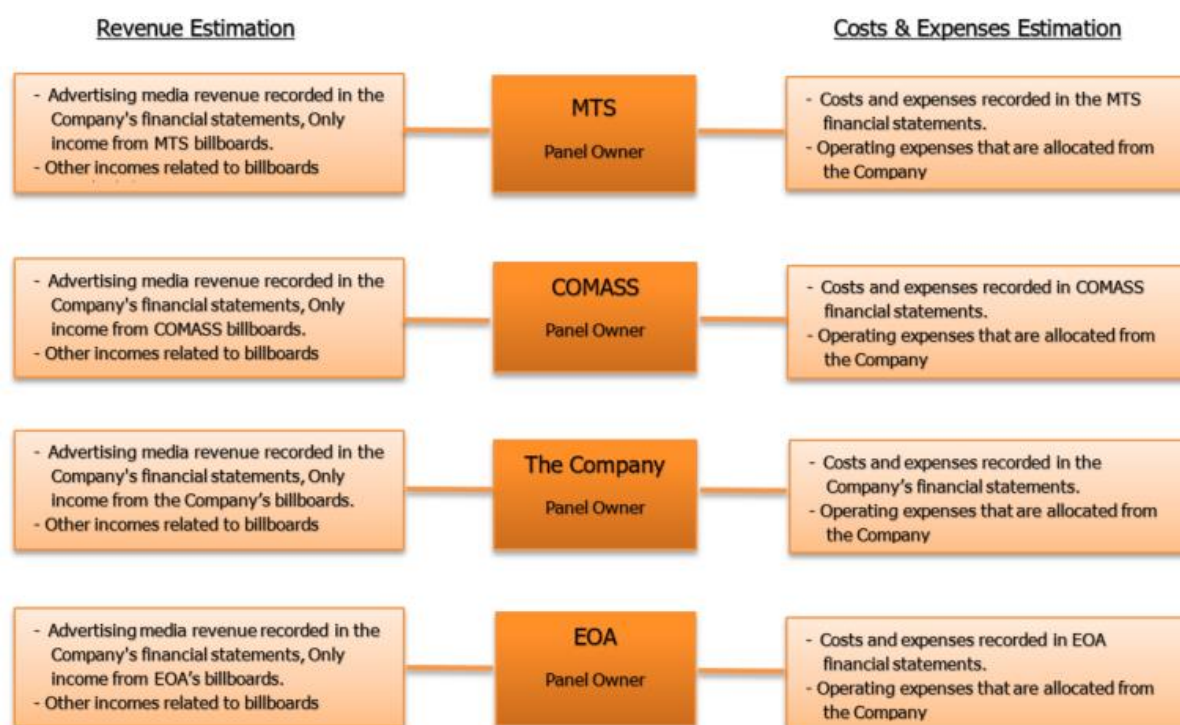 Revenue Estimation
Costs & Expenses Estimation
- Advertising media revenue recorded in the
Company's financial statements, Only
income from MTS billboards.
- Other incomes related to billboards
MTS
Panel Owner
- Costs and expenses recorded in the MTS
financial statements.
- Operating expenses that are allocated from
the Company
- Advertising media revenue recorded in the
Company's financial statements, Only
income from COMASS billboards.
- Other incomes related to billboards
COMASS
Panel Owner
- Costs and expenses recorded in COMASS
financial statements.
- Operating expenses that are allocated from
the Company
- Advertising media revenue recorded in the
Company's financial statements, Only
income from the Company's billboards.
- Other incomes related to billboards
The Company
Panel Owner
- Costs and expenses recorded in the
Company's financial statements.
- Operating expenses that are allocated from
the Company
- Advertising media revenue recorded in the
Company's financial statements, Only
income from EOA's billboards.
- Other incomes related to billboards
EOA
Panel Owner
- Costs and expenses recorded in EOA
financial statements.
- Operating expenses that are allocated from
the Company